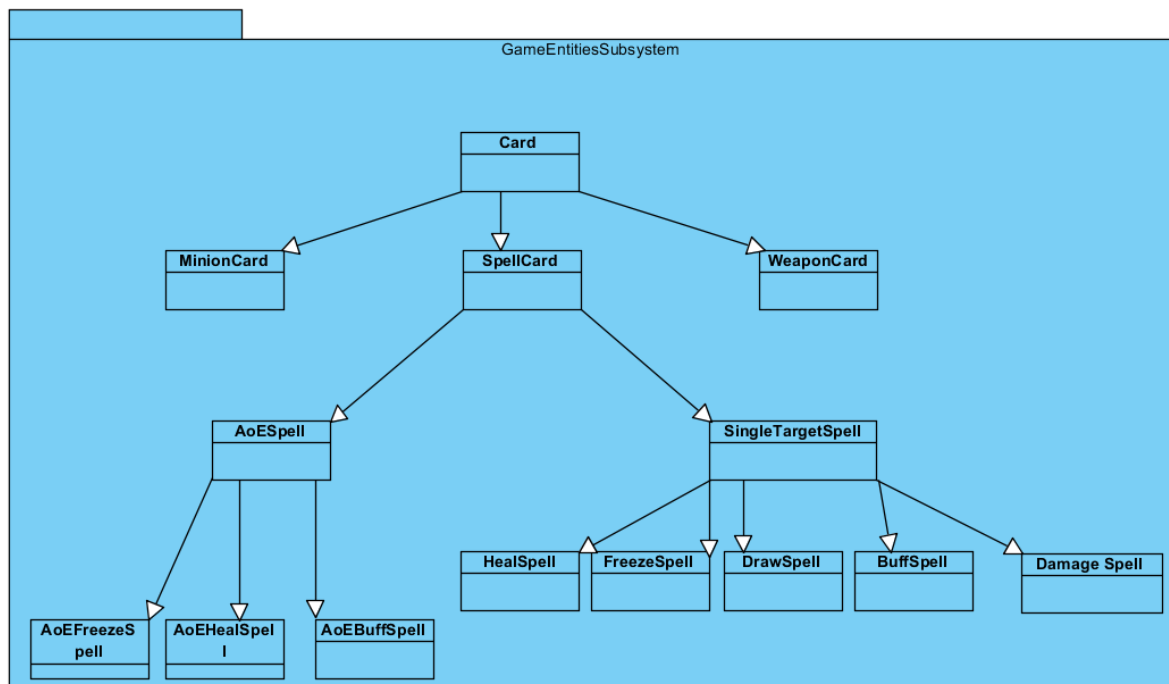 GameEntitiesSubsystem
Card
MinionCard
SpellCard
WeaponCard
AoESpell
SingleTargetSpell
HealSpell
FreezeSpell
DrawSpell
BuffSpell
Damage Spell
AoEFreezeS
pell
AoEHealSpel
l
AoEBuffSpell